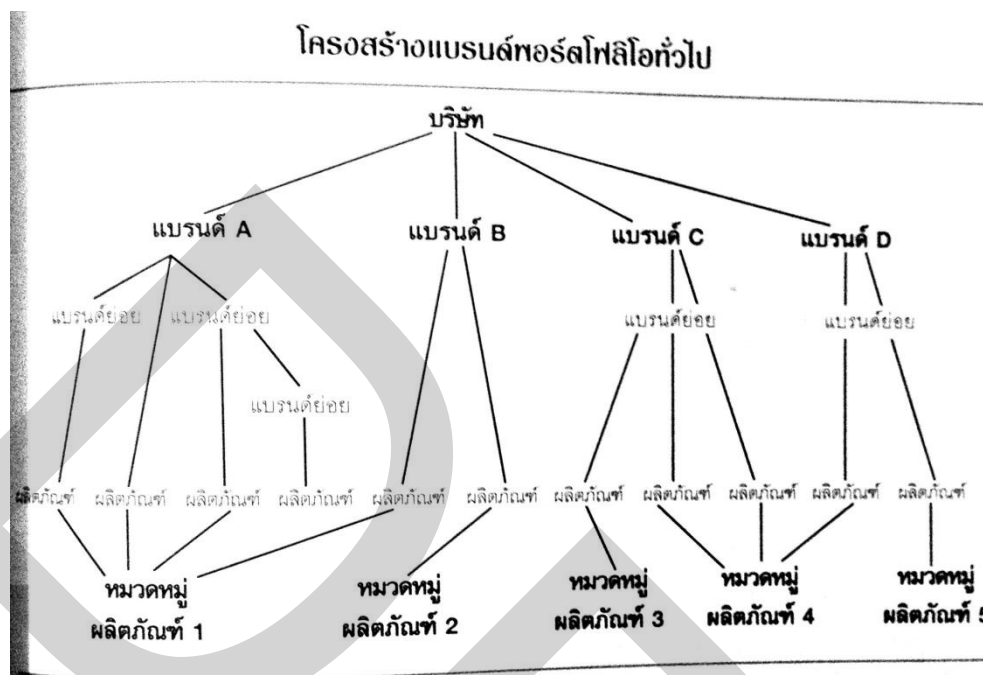 โครงสร้างแบรนด์พอร์ตโฟลิโอทั่วไป
บริษัท
แบรนด์ A แบรนด์ B แบรนด์ C แบรนด์ D
แบรนด์ย่อย แบรนด์ย่อย แบรนด์ย่อย แบรนด์ย่อย
แบรนด์ย่อย
ผลิตภัณฑ์ ผลิตภัณฑ์ ผลิตภัณฑ์ ผลิตภัณฑ์ ผลิตภัณฑ์ ผลิตภัณฑ์ ผลิตภัณฑ์ ผลิตภัณฑ์ ผลิตภัณฑ์ ผลิตภัณฑ์ ผลิตภัณฑ์
หมวดหมู่ หมวดหมู่ หมวดหมู่ หมวดหมู่ หมวดหมู่
ผลิตภัณฑ์ 1 ผลิตภัณฑ์ 2 ผลิตภัณฑ์ 3 ผลิตภัณฑ์ 4 ผลิตภัณฑ์ 5